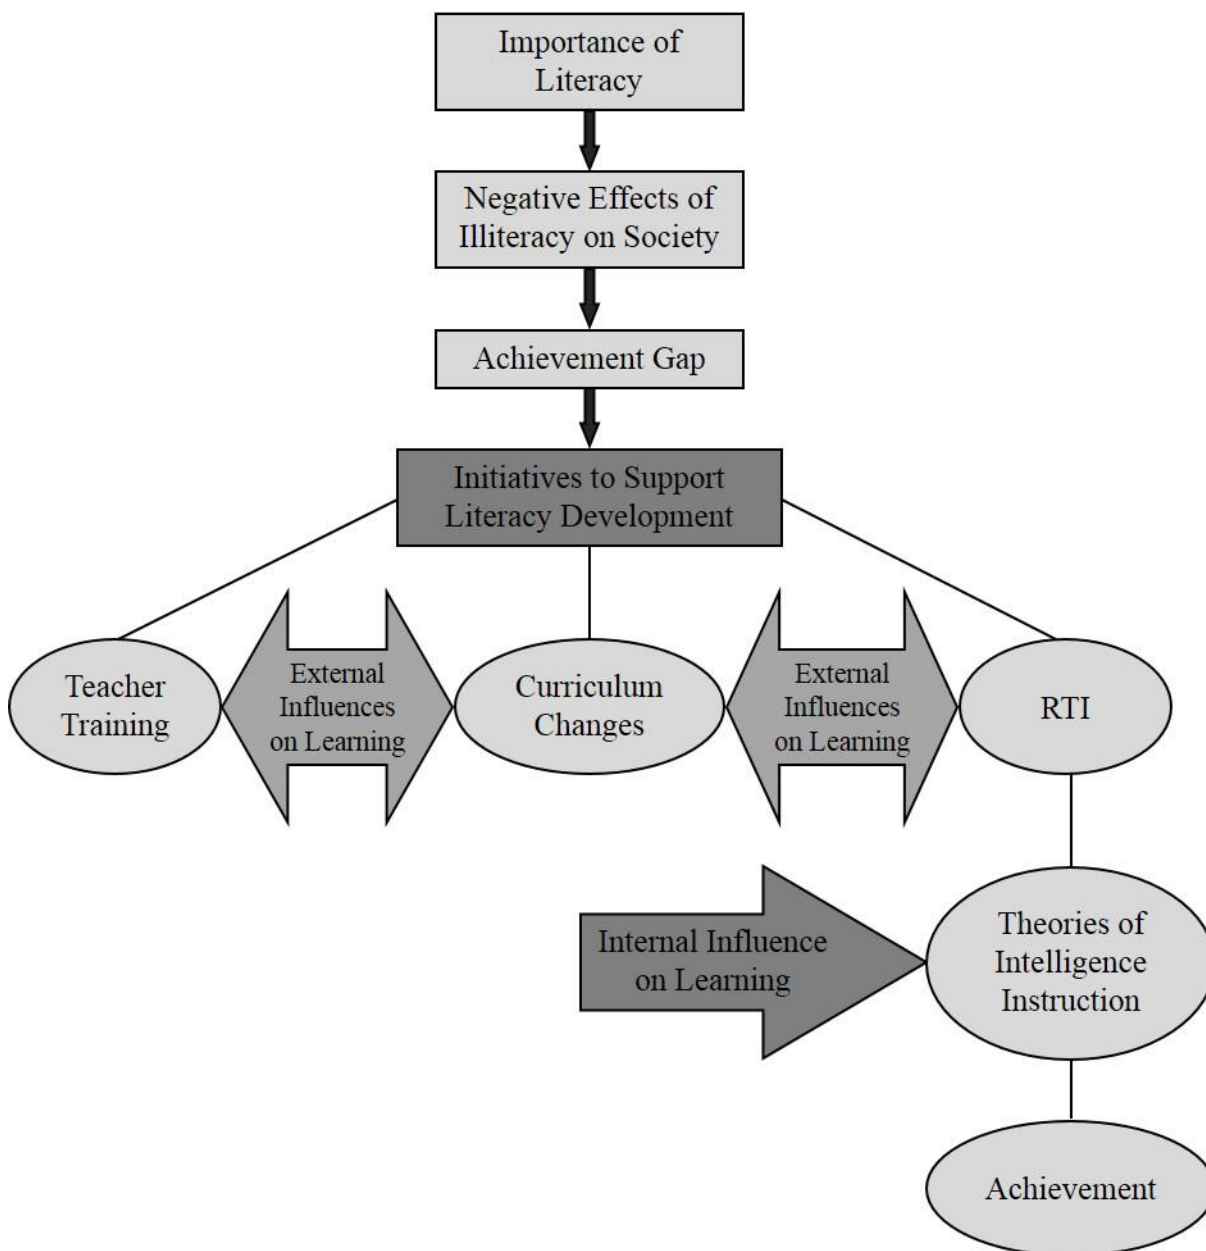 Importance of
Literacy
Negative Effects of
Illiteracy on Society
Achievement Gap
Initiatives to Support
Literacy Development
Teacher
Training
External
Influences
on Learning
Curriculum
Changes
External
Influences
on Learning
RTI
Internal Influence
on Learning
Theories of
Intelligence
Instruction
Achievement